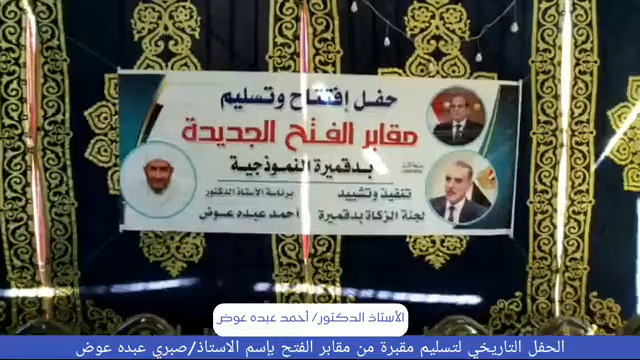 حفل إفتتاح وتسليم
مقابر الفتح الجديدة
بدقميرة النموذجية
تنفيذ وتشييد
لجنة الزكاة بدقميرة
برئاسة الأستاذ الدكتور
أحمد عبده عوض
الأستاذ الدكتور/ أحمد عبده عوض
الحفل التاريخي لتسليم مقبرة من مقابر الفتح بإسم الاستاذ/صبري عبده عوض